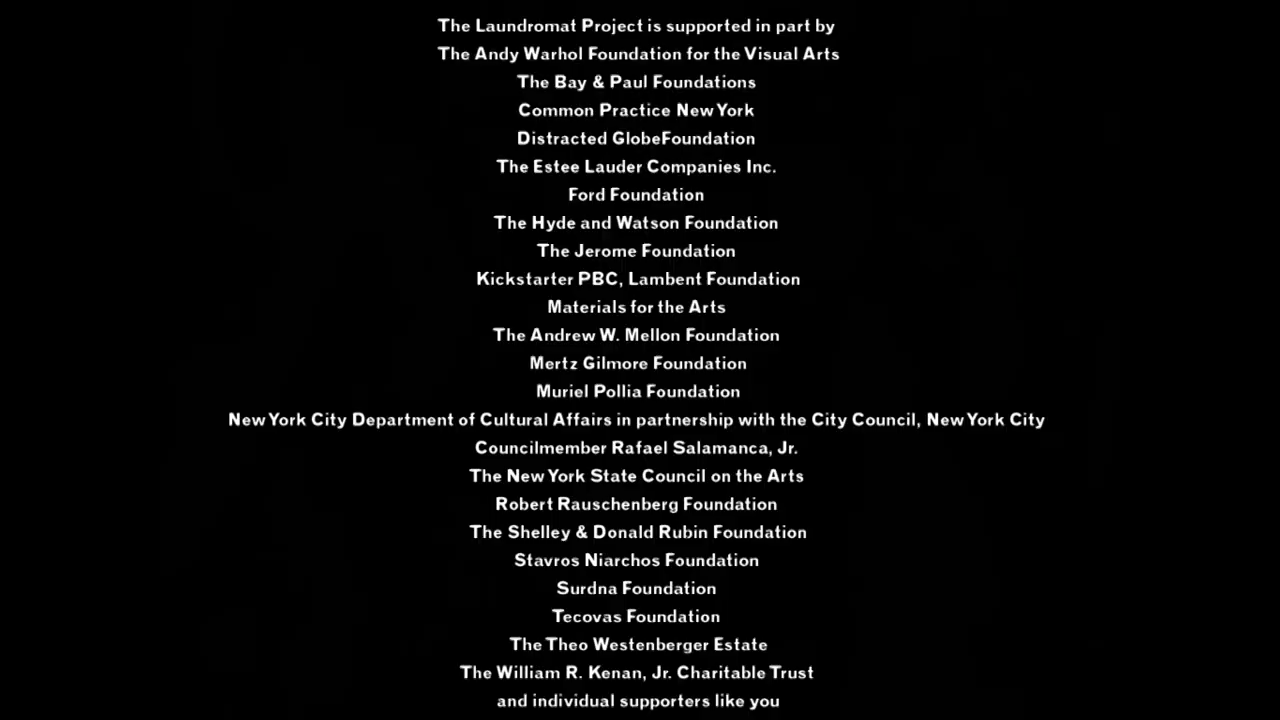 The Laundromat Project is supported in part by
The Andy Warhol Foundation for the Visual Arts
The Bay & Paul Foundations
Common Practice New York
Distracted GlobeFoundation
The Estee Lauder Companies Inc.
Ford Foundation
The Hyde and Watson Foundation
The Jerome Foundation
Kickstarter PBC, Lambent Foundation
Materials for the Arts
The Andrew W. Mellon Foundation
Mertz Gilmore Foundation
Muriel Pollia Foundation
New York City Department of Cultural Affairs in partnership with the City Council, New York City
Councilmember Rafael Salamanca, Jr.
The New York State Council on the Arts
Robert Rauschenberg Foundation
The Shelley & Donald Rubin Foundation
Stavros Niarchos Foundation
Surdna Foundation
Tecovas Foundation
The Theo Westenberger Estate
The William R. Kenan, Jr. Charitable Trust
and individual supporters like you